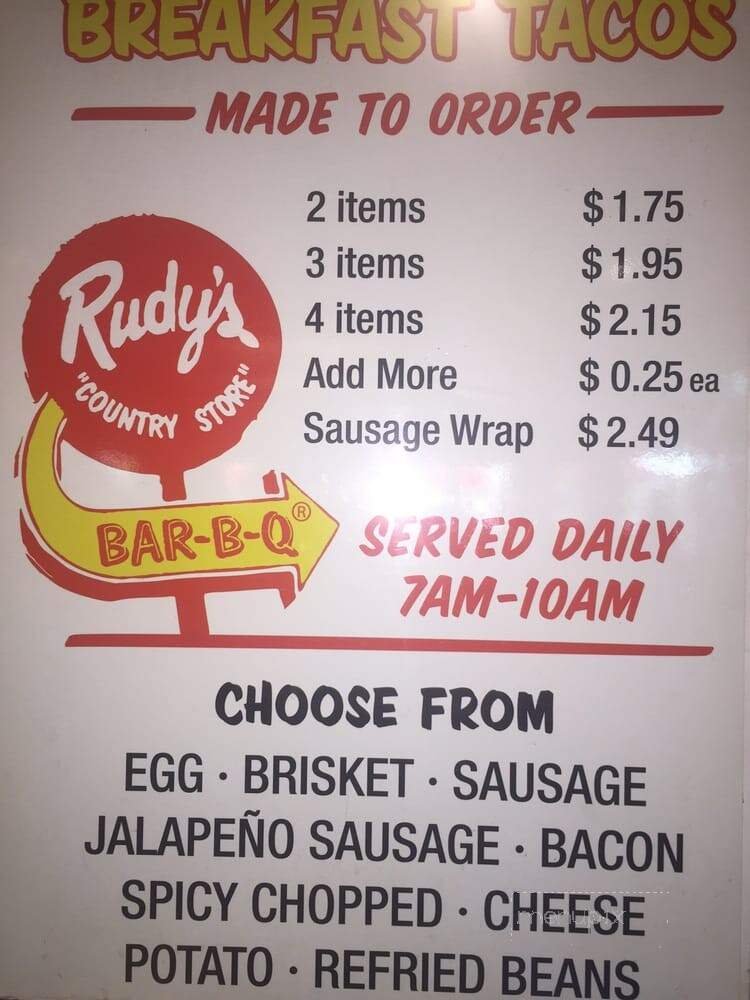 BREAKFAST TACOS
MADE TO ORDER
2 items $1.75
3 items $1.95
4 items $2.15
Add More $0.25 ea
Sausage Wrap $2.49
Rudy's
"COUNTRY STORE"
BAR-B-Q®
SERVED DAILY
7AM-10AM
CHOOSE FROM
EGG · BRISKET · SAUSAGE
JALAPEÑO SAUSAGE · BACON
SPICY CHOPPED · CHEESE
menupix
POTATO · REFRIED BEANS